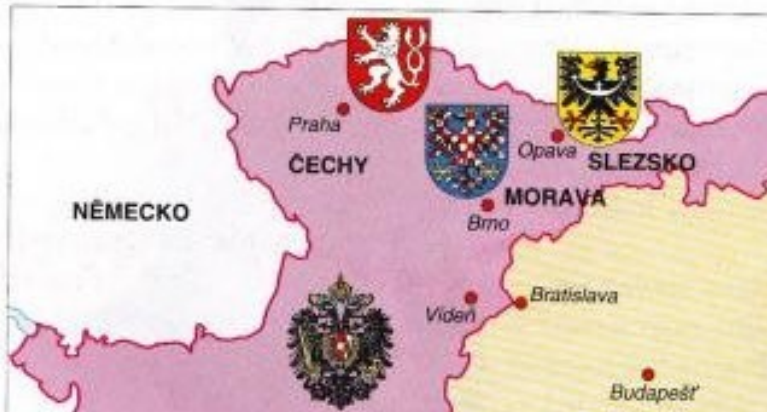 Praha
Opava
ČECHY
SLEZSKO
NĚMECKO
MORAVA
Brno
Vídeň
Bratislava
Budapešť